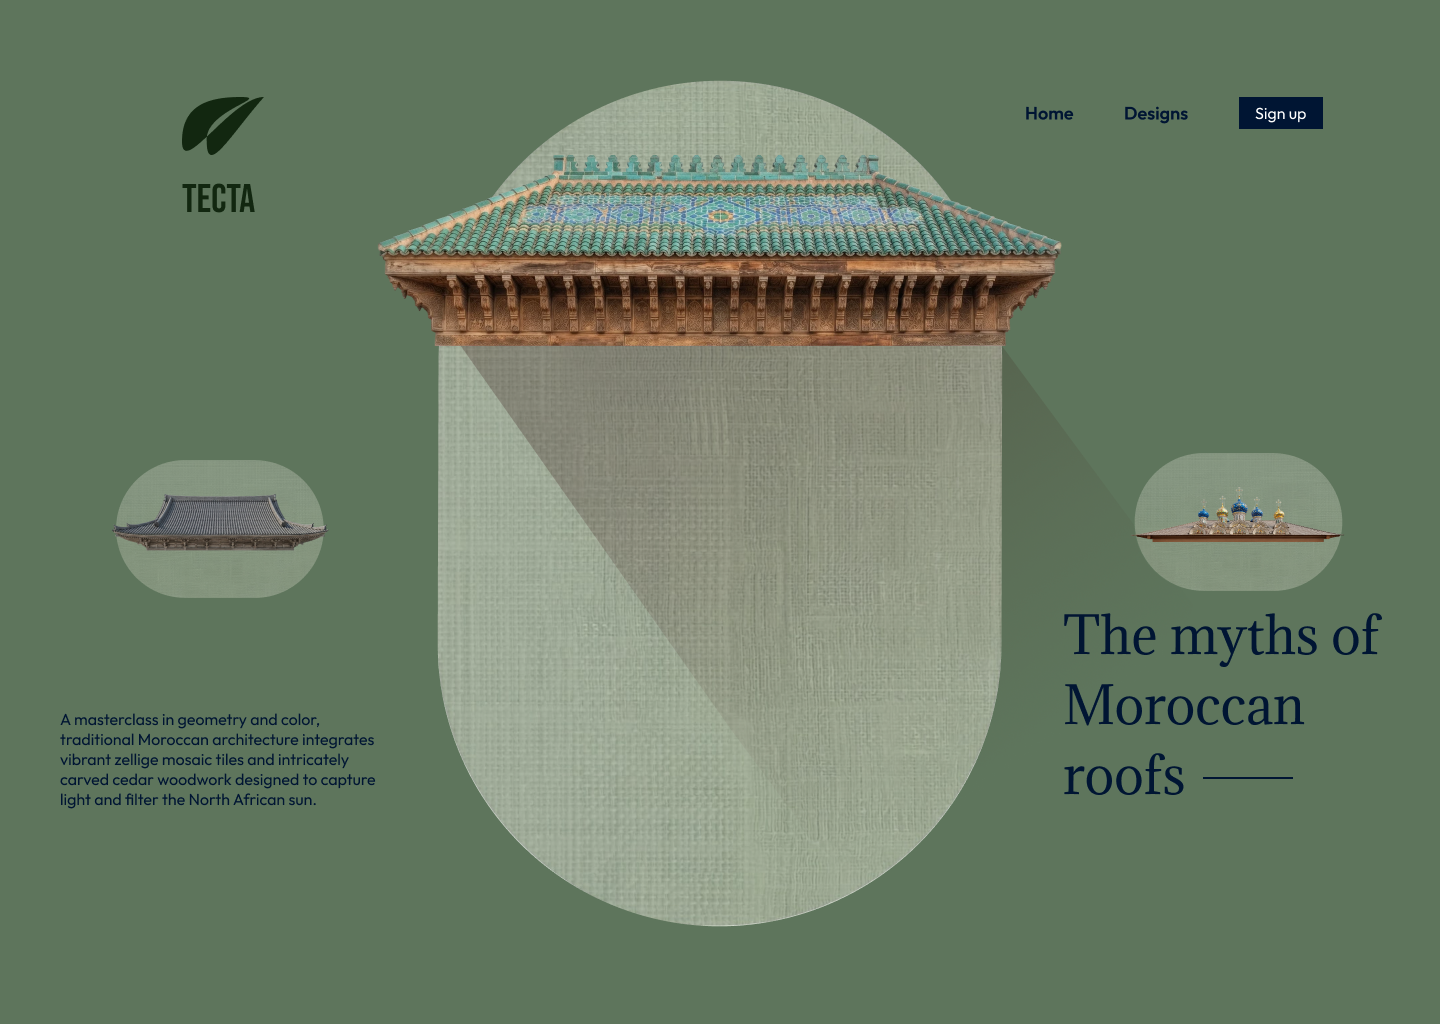 TECTA
Home
Designs
Sign up
The myths of
Moroccan
roofs
A masterclass in geometry and color,
traditional Moroccan architecture integrates
vibrant zellige mosaic tiles and intricately
carved cedar woodwork designed to capture
light and filter the North African sun.